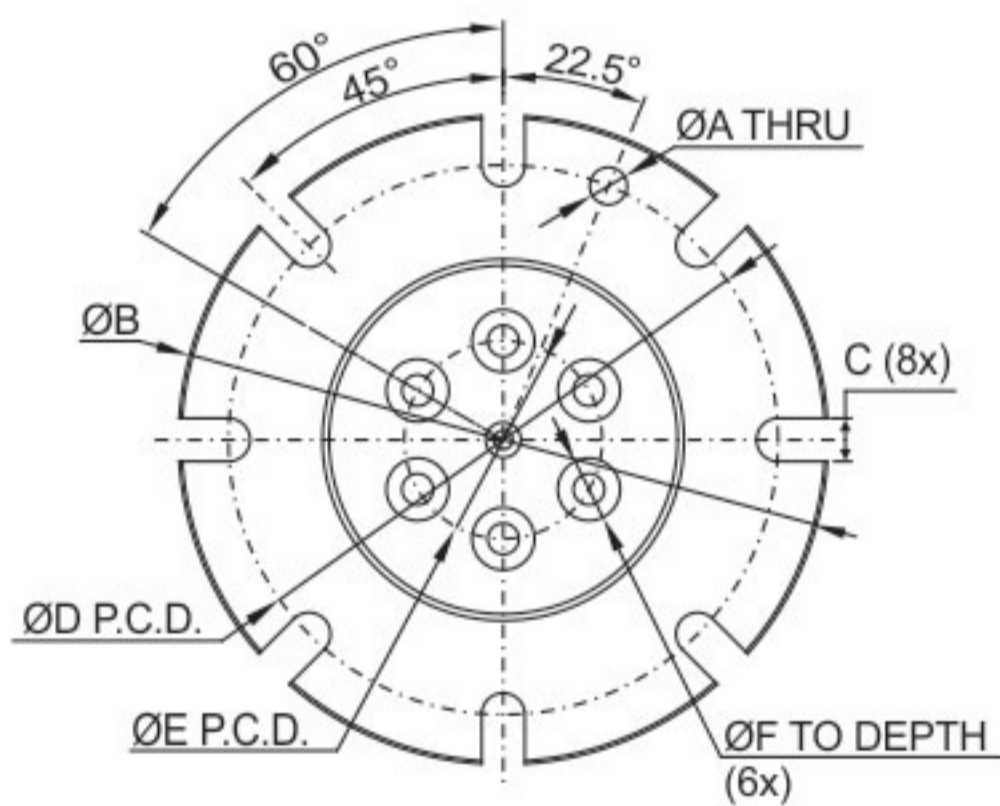 60°
45°
22.5°
ØA THRU
ØB
C (8x)
ØD P.C.D.
ØE P.C.D.
ØF TO DEPTH
(6x)